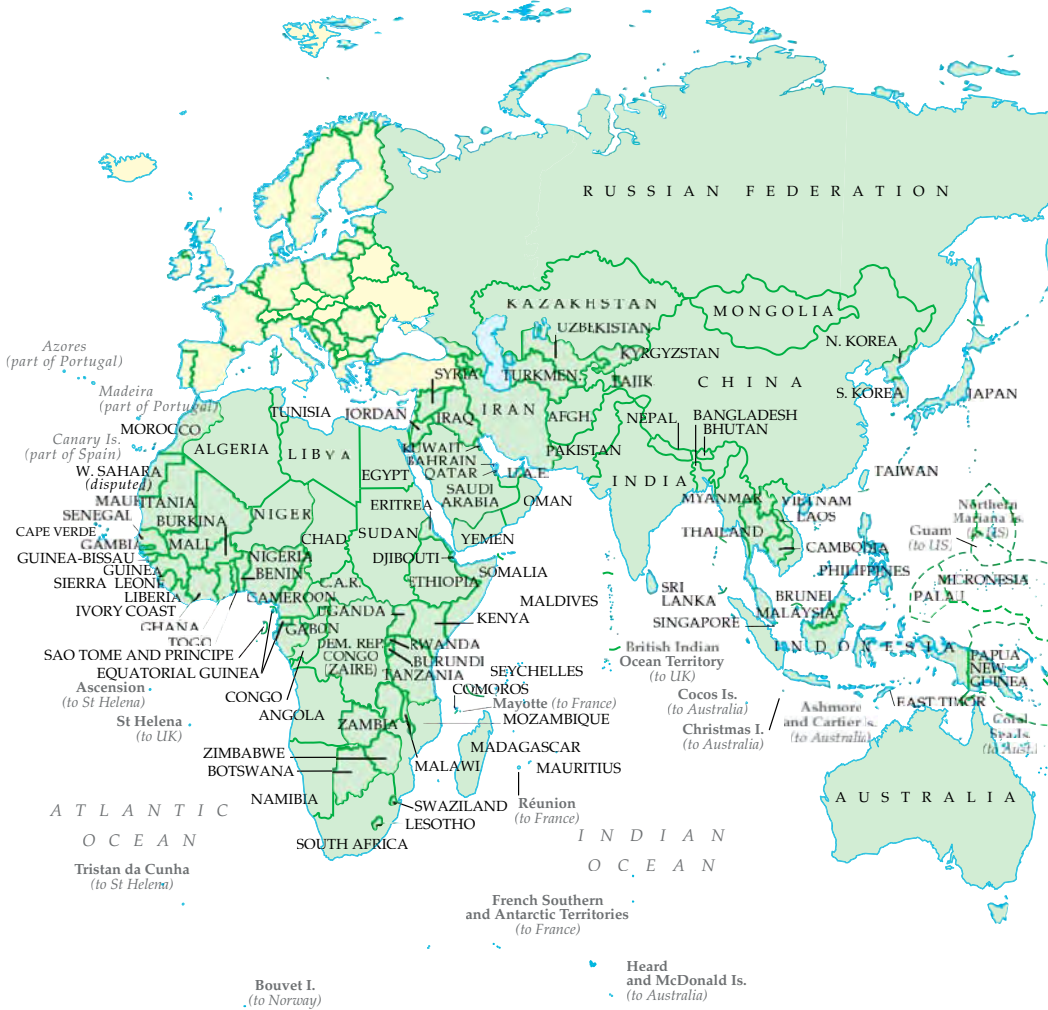 RUSSIAN FEDERATION
KAZAKHSTAN
MONGOLIA
UZBEKISTAN
N. KOREA
Azores
(part of Portugal)
KYRGYZSTAN
SYRIA
TURKMEN.
TAJIK
CHINA
S. KOREA
JAPAN
Madeira
(part of Portugal)
TUNISIA
JORDAN
IRAQ
IRAN
AFGH.
NEPAL
BANGLADESH
BHUTAN
MOROCCO
Canary Is.
(part of Spain)
ALGERIA
LIBYA
KUWAIT
BAHRAIN
QATAR
PAKISTAN
W. SAHARA
(disputed)
EGYPT
U.A.E.
INDIA
TAIWAN
SAUDI
ARABIA
OMAN
MAURITANIA
MYANMAR
VIETNAM
LAOS
Northern
Mariana Is.
(to US)
SENEGAL
BURKINA
NIGER
ERITREA
CAPE VERDE
CHAD
SUDAN
YEMEN
THAILAND
Guam
(to US)
GAMBIA
MALI
CAMBODIA
GUINEA-BISSAU
NIGERIA
DJIBOUTI
GUINEA
BENIN
SOMALIA
PHILIPPINES
SIERRA LEONE
C.A.R.
ETHIOPIA
MICRONESIA
LIBERIA
CAMEROON
MALDIVES
SRI
LANKA
BRUNEI
PALAU
IVORY COAST
UGANDA
KENYA
MALAYSIA
GHANA
GABON
SINGAPORE
TOGO
DEM. REP.
CONGO
(ZAIRE)
RWANDA
British Indian
Ocean Territory
(to UK)
INDONESIA
SAO TOME AND PRINCIPE
BURUNDI
PAPUA
NEW
GUINEA
EQUATORIAL GUINEA
TANZANIA
SEYCHELLES
Ascension
(to St Helena)
CONGO
COMOROS
Mayotte (to France)
Cocos Is.
(to Australia)
EAST TIMOR
ANGOLA
Ashmore
and Cartier Is.
(to Australia)
St Helena
(to UK)
ZAMBIA
MOZAMBIQUE
Christmas I.
(to Australia)
Coral
Sea Is.
(to Aust.)
ZIMBABWE
MADAGASCAR
BOTSWANA
MALAWI
MAURITIUS
NAMIBIA
SWAZILAND
Réunion
(to France)
AUSTRALIA
ATLANTIC
OCEAN
LESOTHO
INDIAN
OCEAN
SOUTH AFRICA
Tristan da Cunha
(to St Helena)
French Southern
and Antarctic Territories
(to France)
Heard
and McDonald Is.
(to Australia)
Bouvet I.
(to Norway)